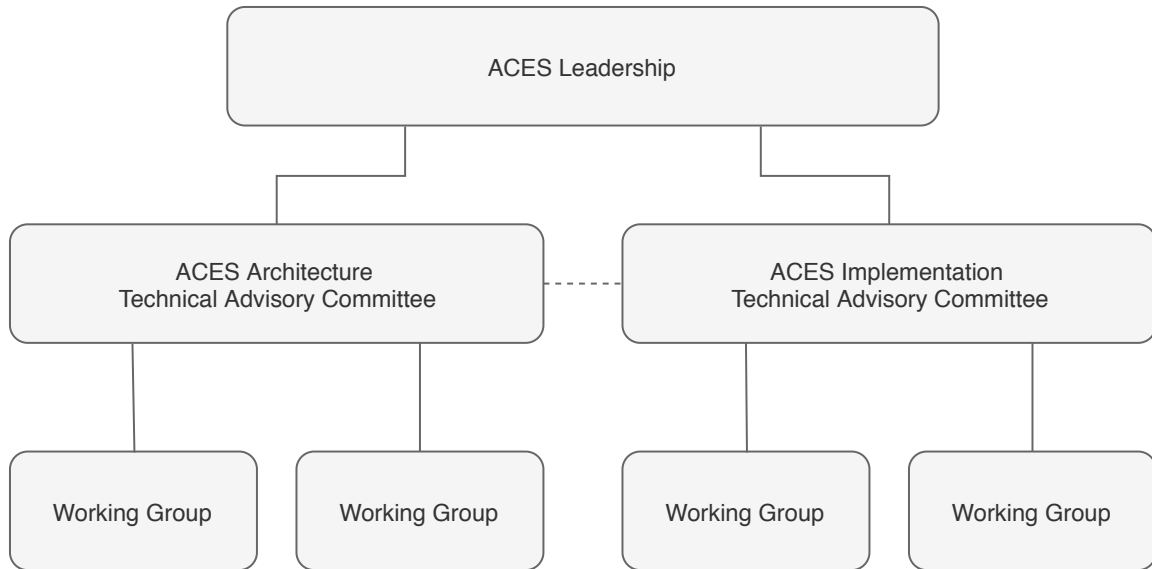 ACES Leadership
ACES Architecture
Technical Advisory Committee
ACES Implementation
Technical Advisory Committee
Working Group
Working Group
Working Group
Working Group